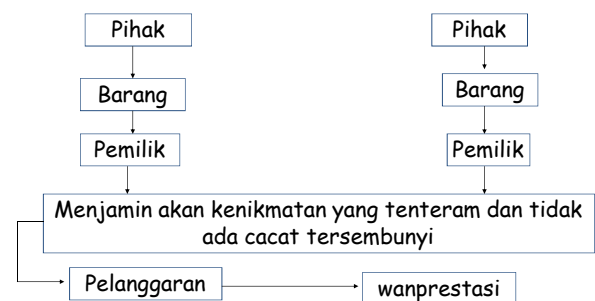 Pihak
Pihak
Barang
Barang
Pemilik
Pemilik
Menjamin akan kenikmatan yang tenteram dan tidak
ada cacat tersembunyi
Pelanggaran
wanprestasi